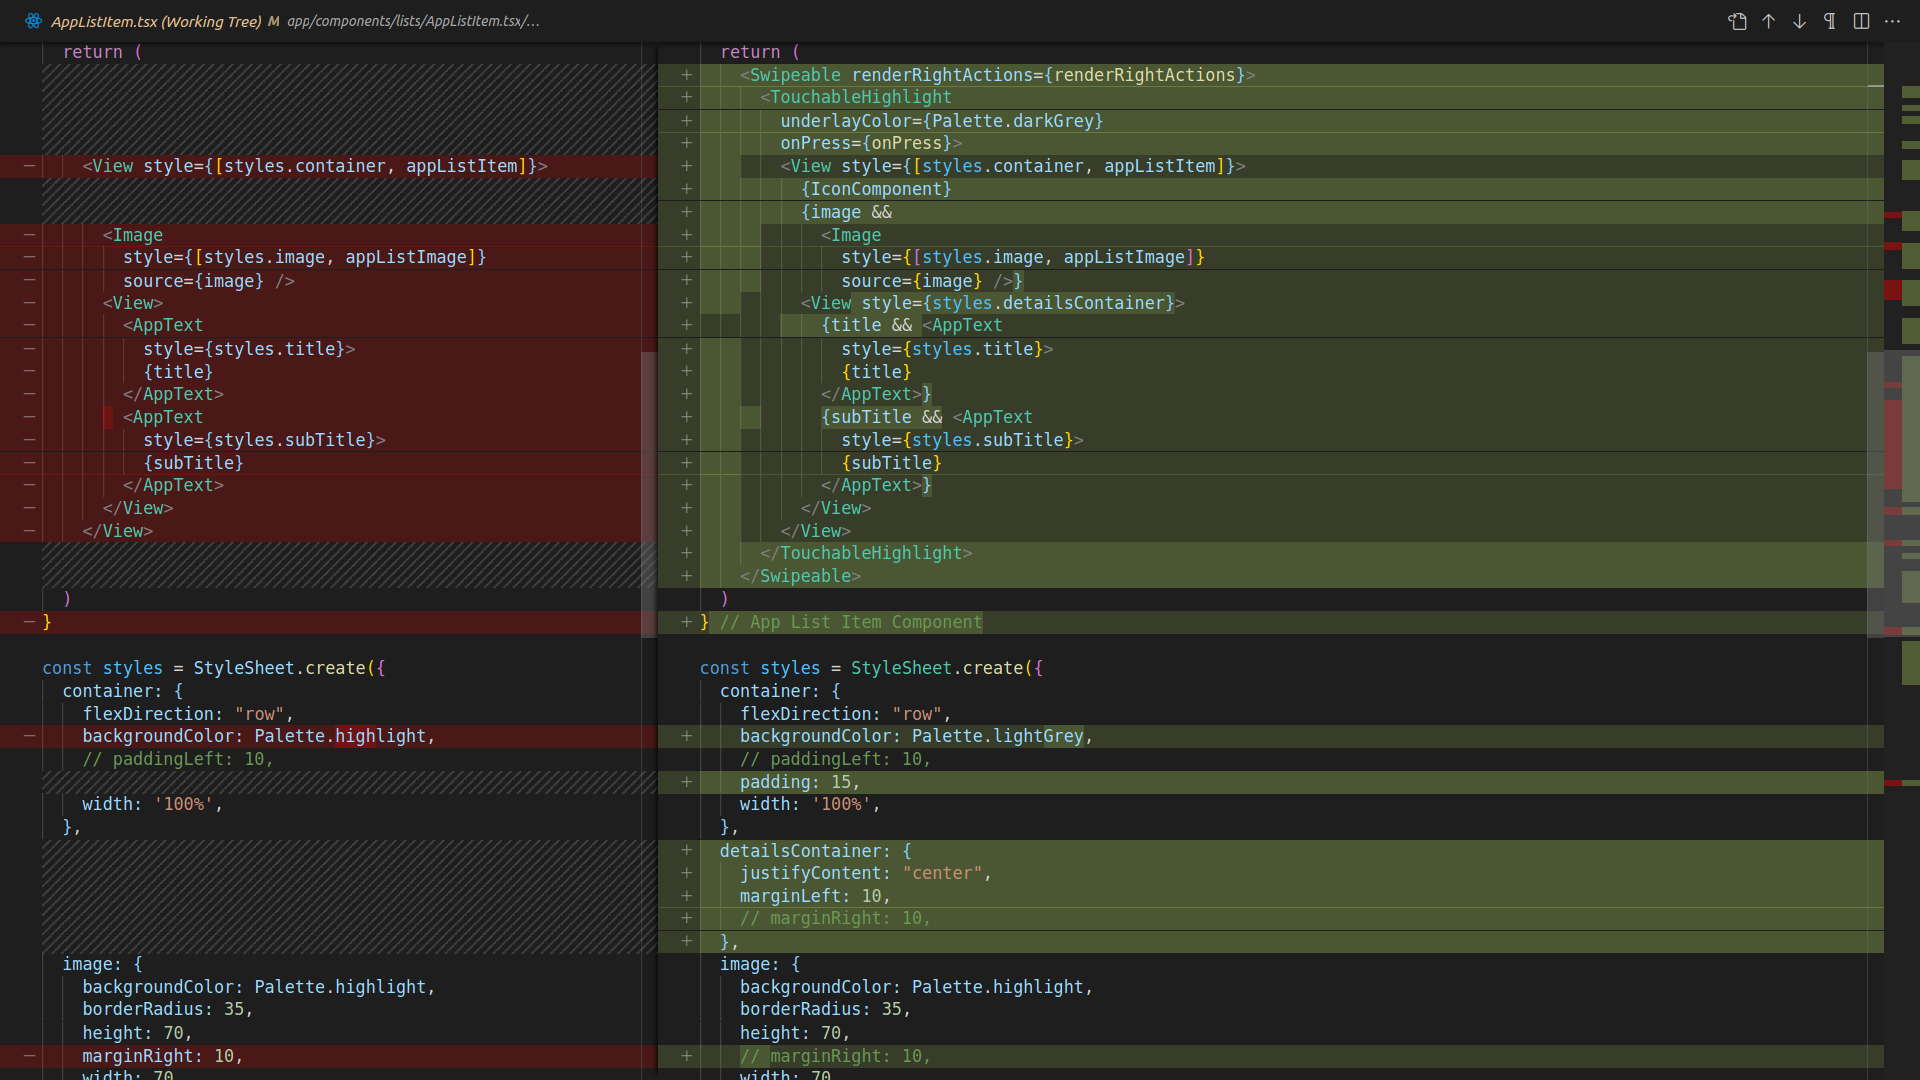 AppListItem.tsx (Working Tree) M app/components/lists/AppListItem.tsx/...
return (
− <View style={[styles.container, appListItem]}>
− <Image
− style={[styles.image, appListImage]}
− source={image} />
− <View>
− <AppText
− style={styles.title}>
− {title}
− </AppText>
− <AppText
− style={styles.subTitle}>
− {subTitle}
− </AppText>
− </View>
− </View>
)
− }
const styles = StyleSheet.create({
container: {
flexDirection: "row",
− backgroundColor: Palette.highlight,
// paddingLeft: 10,
width: '100%',
},
image: {
backgroundColor: Palette.highlight,
borderRadius: 35,
height: 70,
− marginRight: 10,
width: 70
return (
+ <Swipeable renderRightActions={renderRightActions}>
+ <TouchableHighlight
+ underlayColor={Palette.darkGrey}
+ onPress={onPress}>
+ <View style={[styles.container, appListItem]}>
+ {IconComponent}
+ {image &&
+ <Image
+ style={[styles.image, appListImage]}
+ source={image} />}
+ <View style={styles.detailsContainer}>
+ {title && <AppText
+ style={styles.title}>
+ {title}
+ </AppText>}
+ {subTitle && <AppText
+ style={styles.subTitle}>
+ {subTitle}
+ </AppText>}
+ </View>
+ </View>
+ </TouchableHighlight>
+ </Swipeable>
)
+ } // App List Item Component
const styles = StyleSheet.create({
container: {
flexDirection: "row",
+ backgroundColor: Palette.lightGrey,
// paddingLeft: 10,
+ padding: 15,
width: '100%',
},
+ detailsContainer: {
+ justifyContent: "center",
+ marginLeft: 10,
+ // marginRight: 10,
+ },
image: {
backgroundColor: Palette.highlight,
borderRadius: 35,
height: 70,
+ // marginRight: 10,
width: 70